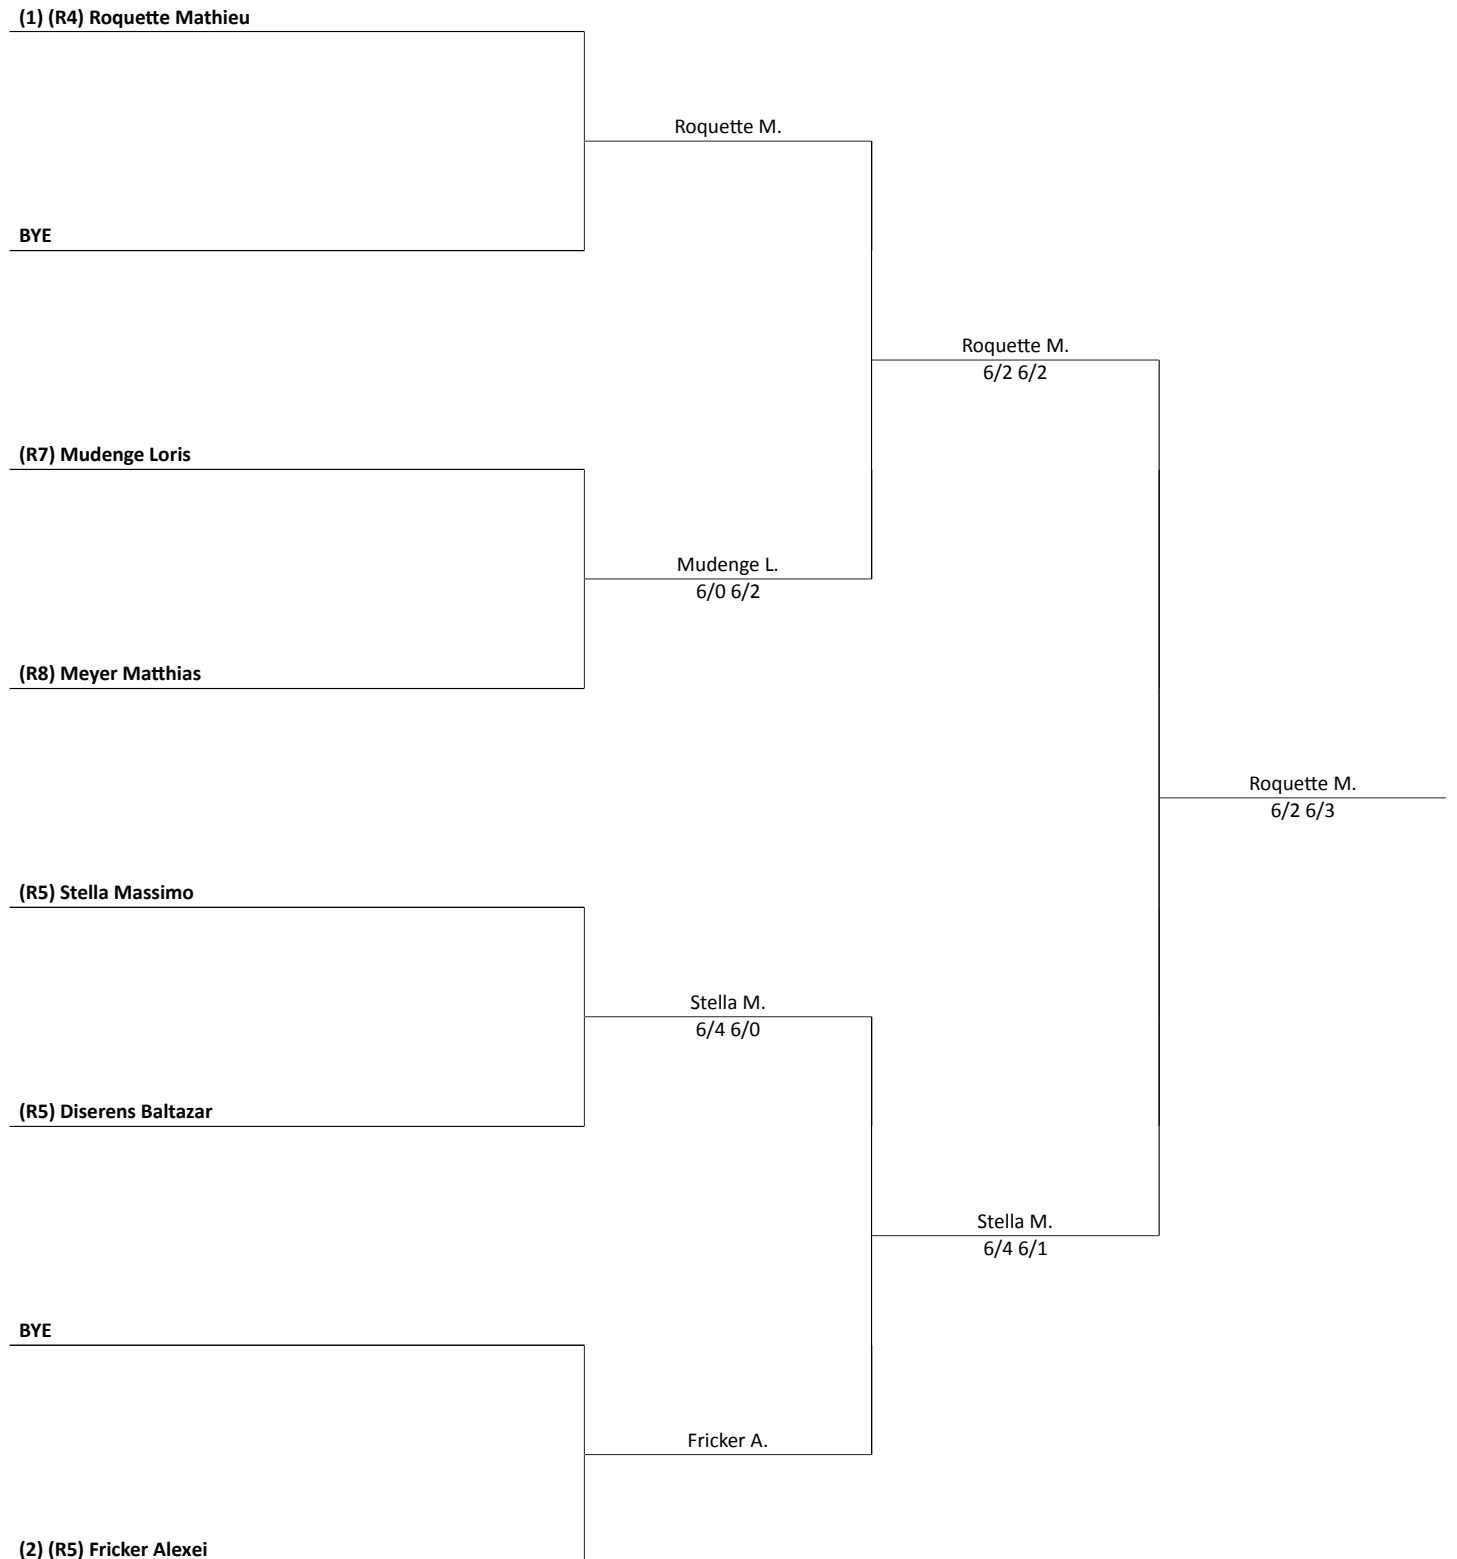 (1) (R4) Roquette Mathieu
Roquette M.
BYE
Roquette M.
6/2 6/2
(R7) Mudenge Loris
Mudenge L.
6/0 6/2
(R8) Meyer Matthias
Roquette M.
6/2 6/3
(R5) Stella Massimo
Stella M.
6/4 6/0
(R5) Diserens Baltazar
Stella M.
6/4 6/1
BYE
Fricker A.
(2) (R5) Fricker Alexei